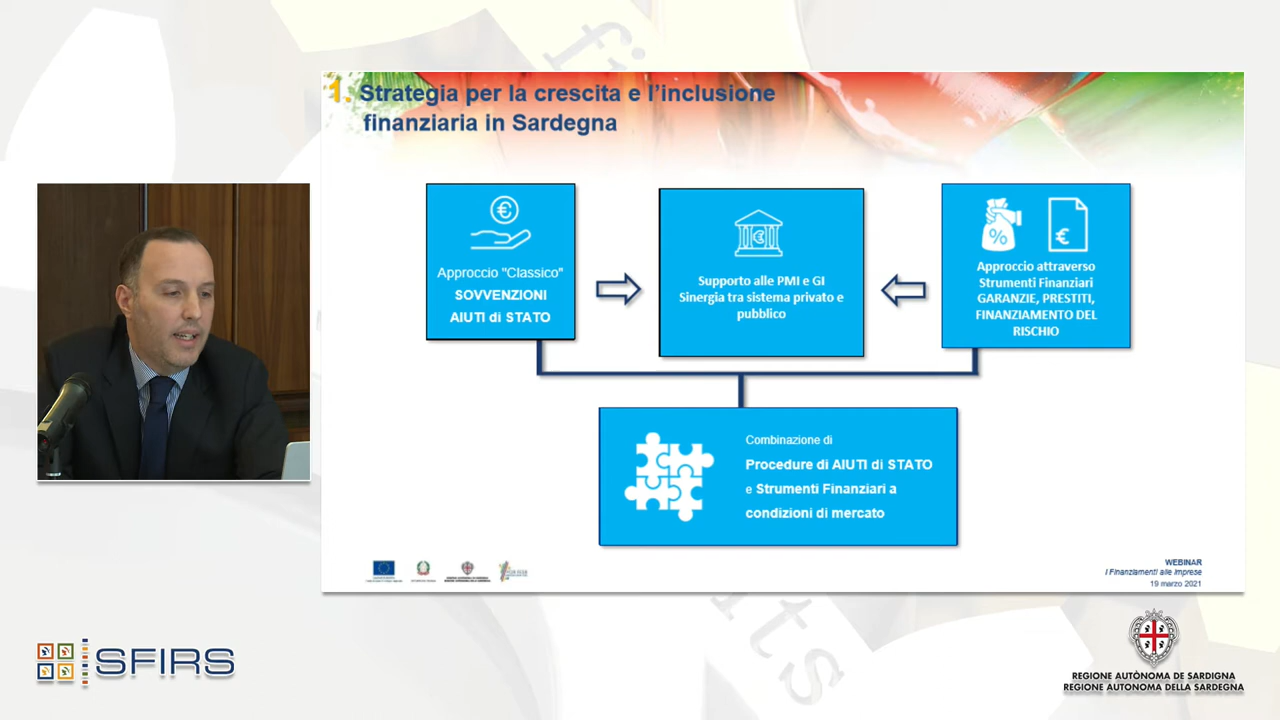 1. Strategia per la crescita e l'inclusione
finanziaria in Sardegna
Approccio "Classico"
SOVVENZIONI
AIUTI di STATO
Supporto alle PMI e GI
Sinergia tra sistema privato e
pubblico
%
€
Approccio attraverso
Strumenti Finanziari
GARANZIE, PRESTITI,
FINANZIAMENTO DEL
RISCHIO
Combinazione di
Procedure di AIUTI di STATO
e Strumenti Finanziari a
condizioni di mercato
WEBINAR
I Finanziamenti alle Imprese
19 marzo 2021
SFIRS
REGIONE AUTÒNOMA DE SARDIGNA
REGIONE AUTONOMA DELLA SARDEGNA